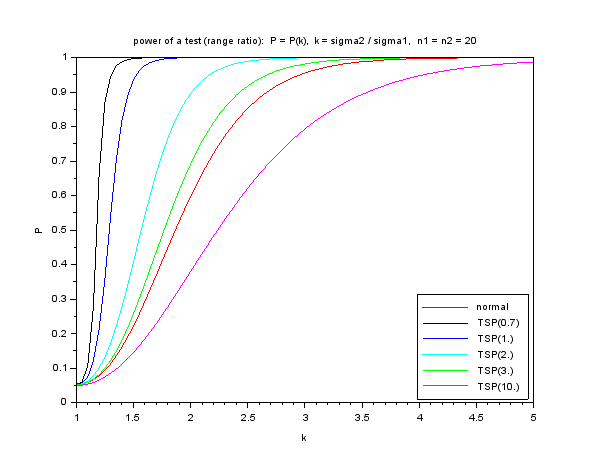 power of a test (range ratio): P = P(k), k = sigma2 / sigma1, n1 = n2 = 20
1
0.9
0.8
0.7
0.6
0.5
0.4
0.3
0.2
0.1
0
P
1
1.5
2
2.5
3
3.5
4
4.5
5
k
normal
TSP(0.7)
TSP(1.)
TSP(2.)
TSP(3.)
TSP(10.)